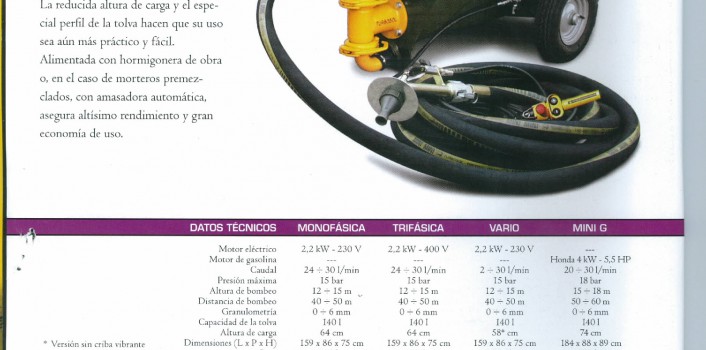 La reducida altura de carga y el espe-
cial perfil de la tolva hacen que su uso
sea aún más práctico y fácil.
Alimentada con hormigonera de obra
o, en el caso de morteros premez-
clados, con amasadora automática,
asegura altísimo rendimiento y gran
economía de uso.
DATOS TÉCNICOS MONOFÁSICA TRIFÁSICA VARIO MINI G
Motor eléctrico 2,2 kW - 230 V 2,2 kW - 400 V 2,2 kW - 230 V ---
Motor de gasolina --- --- --- Honda 4 kW - 5,5 HP
Caudal 24 ÷ 30 l/min 24 ÷ 30 l/min 2 ÷ 30 l/min 20 ÷ 30 l/min
Presión máxima 15 bar 15 bar 15 bar 18 bar
Altura de bombeo 12 ÷ 15 m 12 ÷ 15 m 12 ÷ 15 m 15 ÷ 18 m
Distancia de bombeo 40 ÷ 50 m 40 ÷ 50 m 40 ÷ 50 m 50 ÷ 60 m
Granulometría 0 ÷ 6 mm 0 ÷ 6 mm 0 ÷ 6 mm 0 ÷ 6 mm
Capacidad de la tolva 140 l 140 l 140 l 140 l
Altura de carga 64 cm 64 cm 58* cm 74 cm
* Versión sin criba vibrante Dimensiones (L x P x H) 159 x 86 x 75 cm 159 x 86 x 75 cm 159 x 86 x 75 cm 184 x 88 x 89 cm